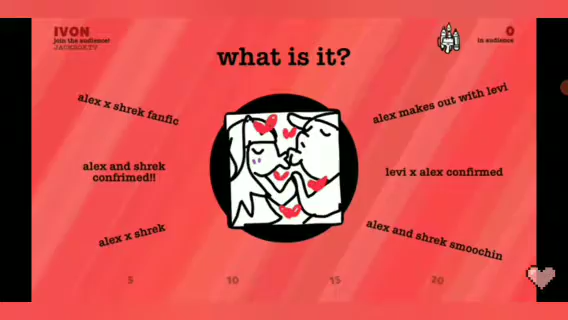 IVON
join the audience!
JACKBOX.TV
0
in audience
what is it?
alex x shrek fanfic
alex makes out with levi
alex and shrek
confrimed!!
levi x alex confirmed
alex x shrek
alex and shrek smoochin
5
10
15
20